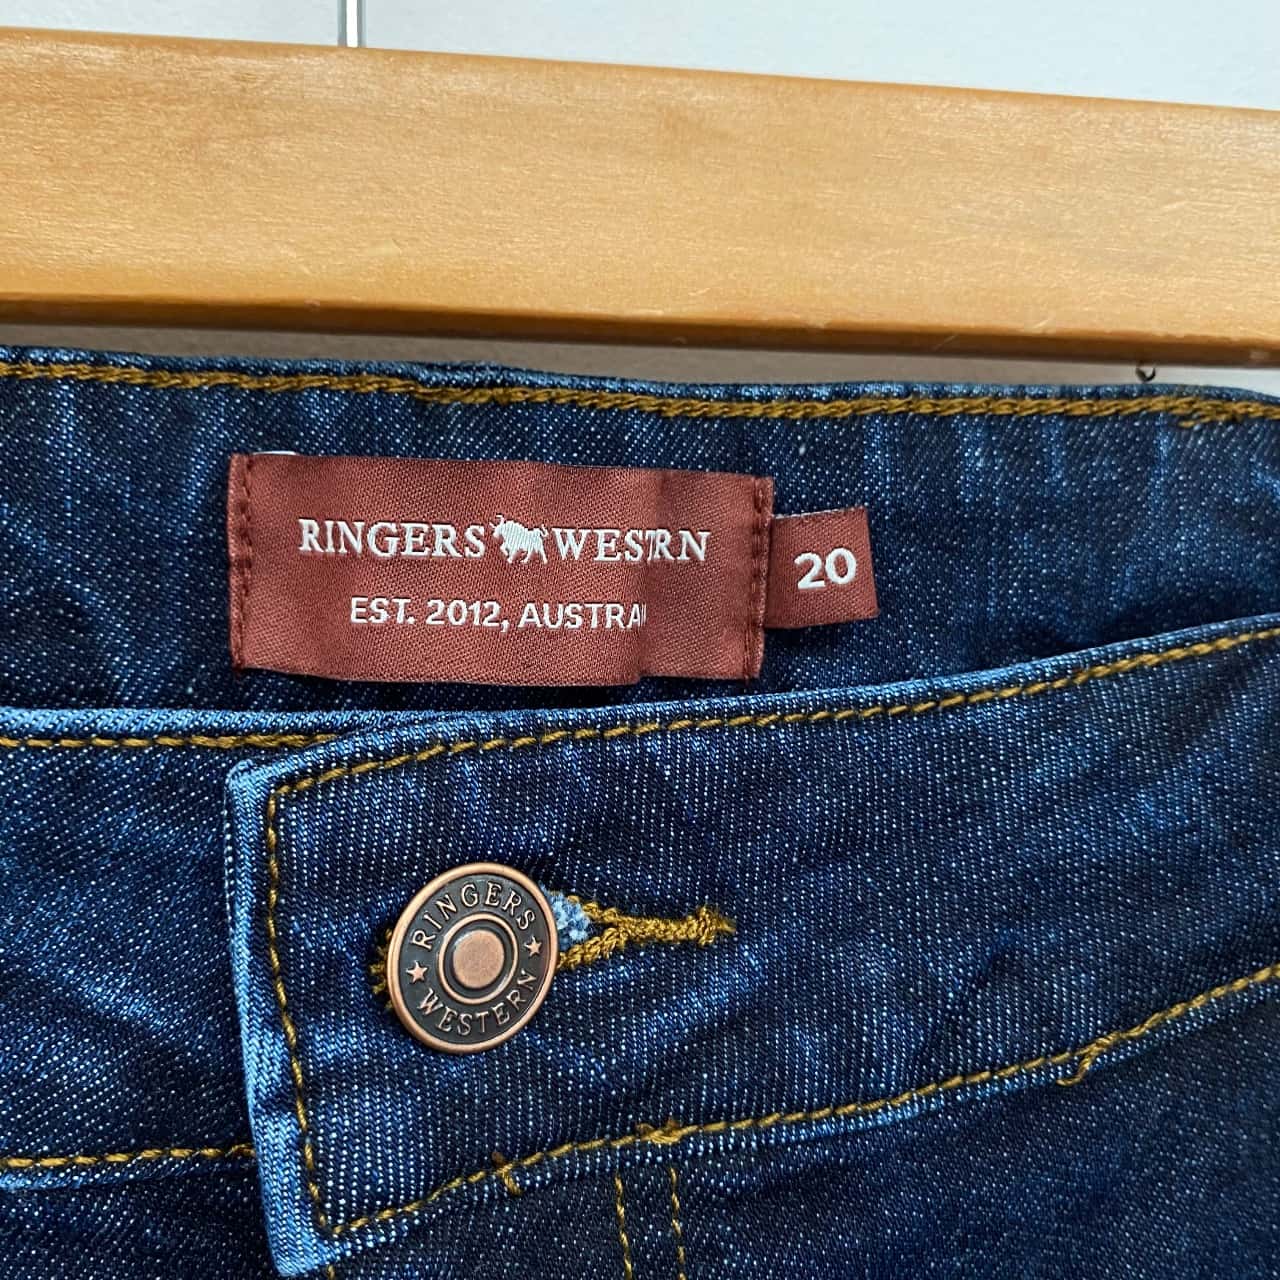 RINGERS WESTRN
EST. 2012, AUSTRA
20
RINGERS
WESTERN